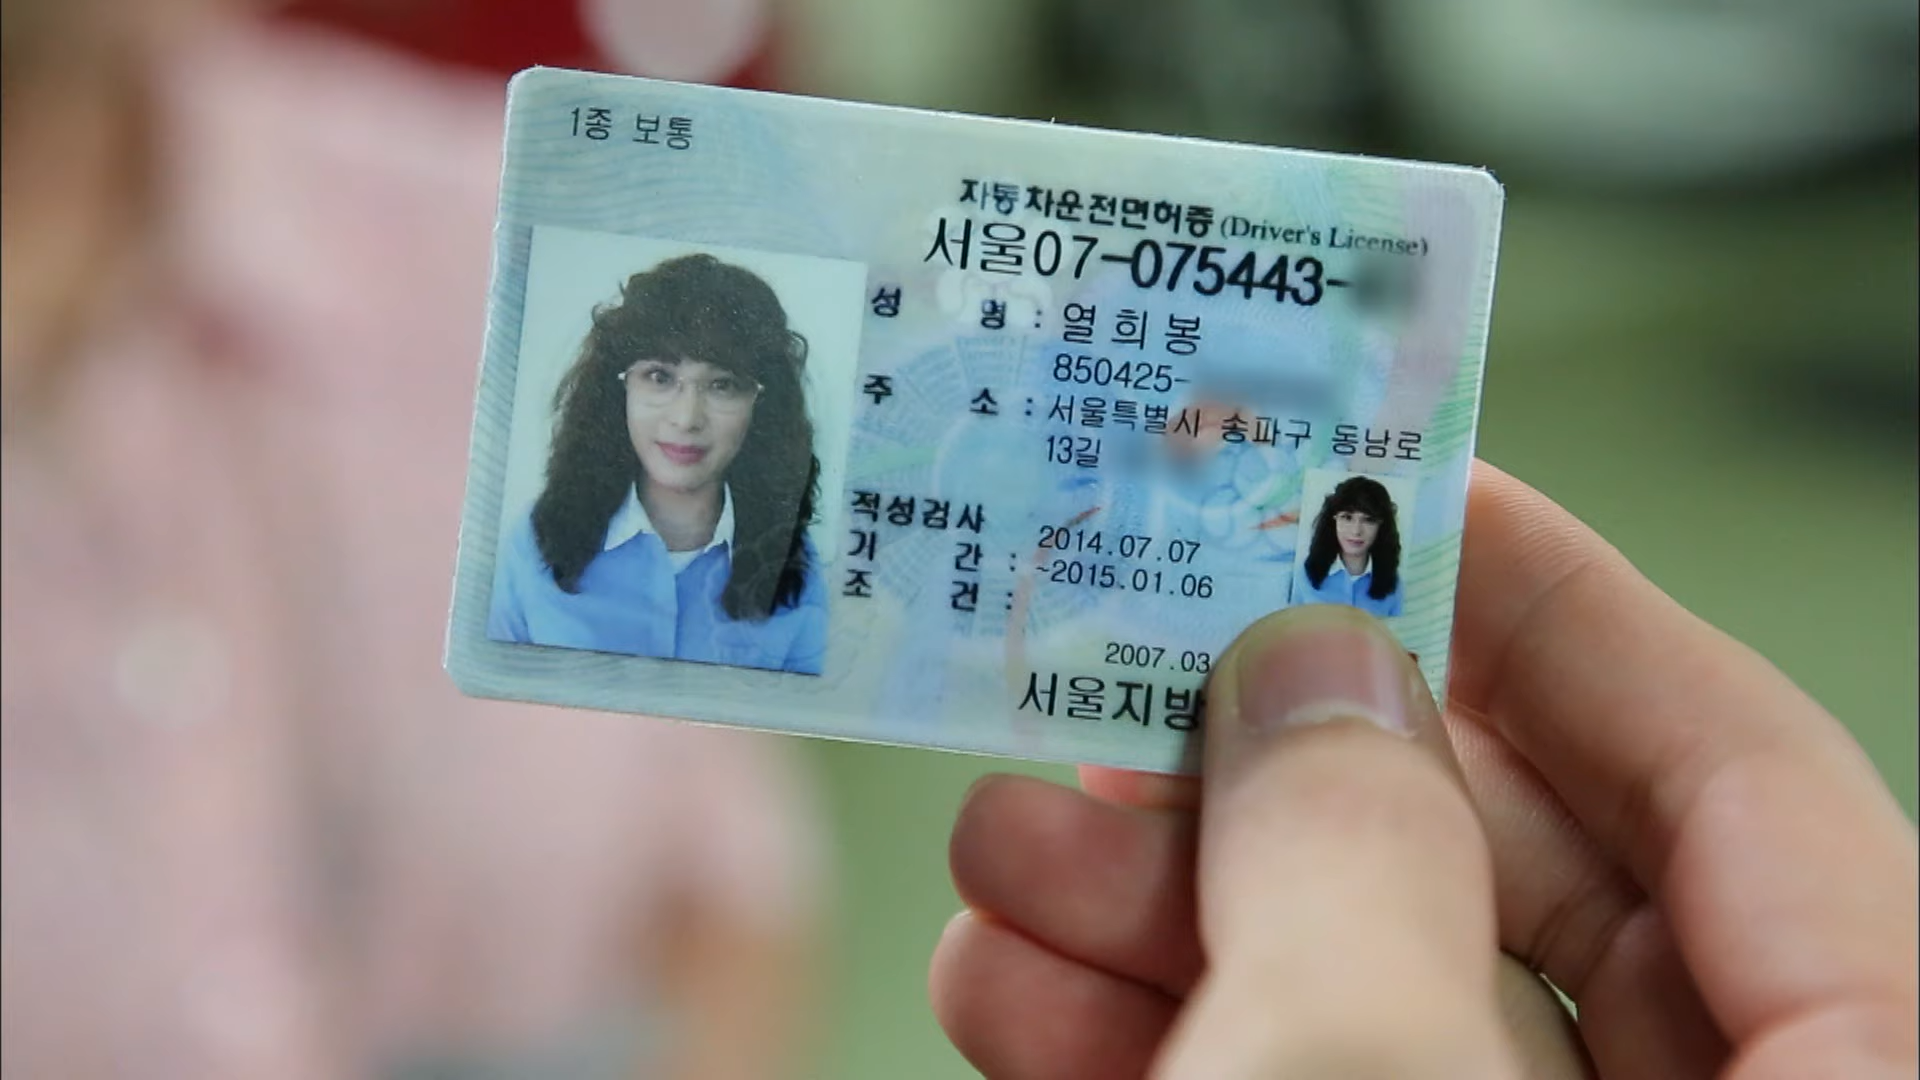 1종 보통
자동차운전면허증 (Driver's License)
서울07-075443-
성 명 : 열희봉
850425-
주 소 : 서울특별시 송파구 동남로
13길
적성검사
기 간 : 2014.07.07
~2015.01.06
조 건 :
2007.03
서울지방